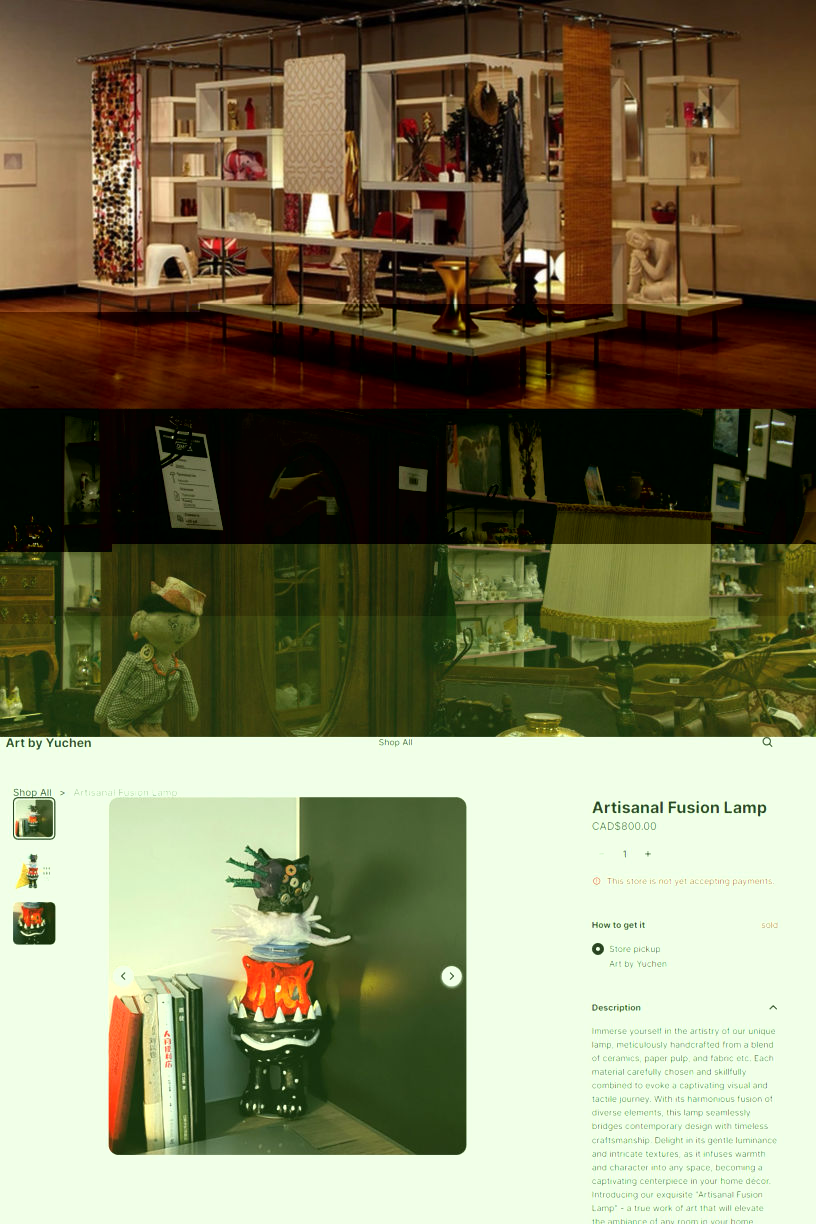 Art by Yuchen
Shop All
Shop All > Artisanal Fusion Lamp
Artisanal Fusion Lamp
CAD$800.00
- 1 +
This store is not yet accepting payments.
How to get it
sold
Store pickup
Art by Yuchen
Description
Immerse yourself in the artistry of our unique
lamp, meticulously handcrafted from a blend
of ceramics, paper pulp, and fabric etc. Each
material carefully chosen and skillfully
combined to evoke a captivating visual and
tactile journey. With its harmonious fusion of
diverse elements, this lamp seamlessly
bridges contemporary design with timeless
craftsmanship. Delight in its gentle luminance
and intricate textures, as it infuses warmth
and character into any space, becoming a
captivating centerpiece in your home décor.
Introducing our exquisite "Artisanal Fusion
Lamp" - a true work of art that will elevate
the ambiance of any room in your home